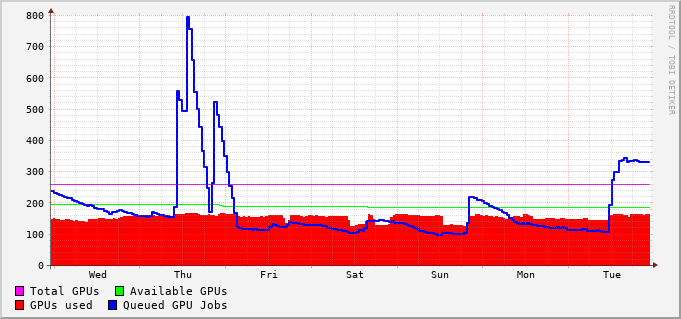 800
700
600
500
400
300
200
100
0
Wed Thu Fri Sat Sun Mon Tue
Total GPUs Available GPUs
GPUs used Queued GPU Jobs
RRDTOOL / TOBI OETIKER